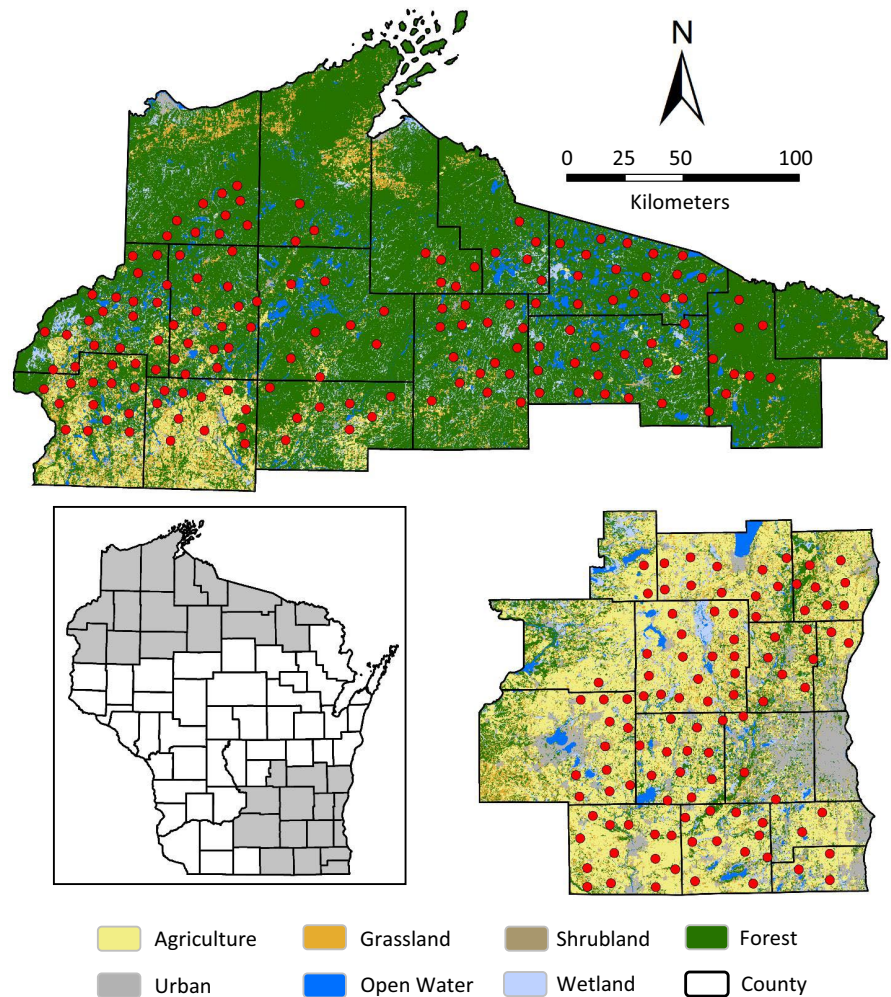 N
0 25 50 100
Kilometers
Agriculture Grassland Shrubland Forest
Urban Open Water Wetland County